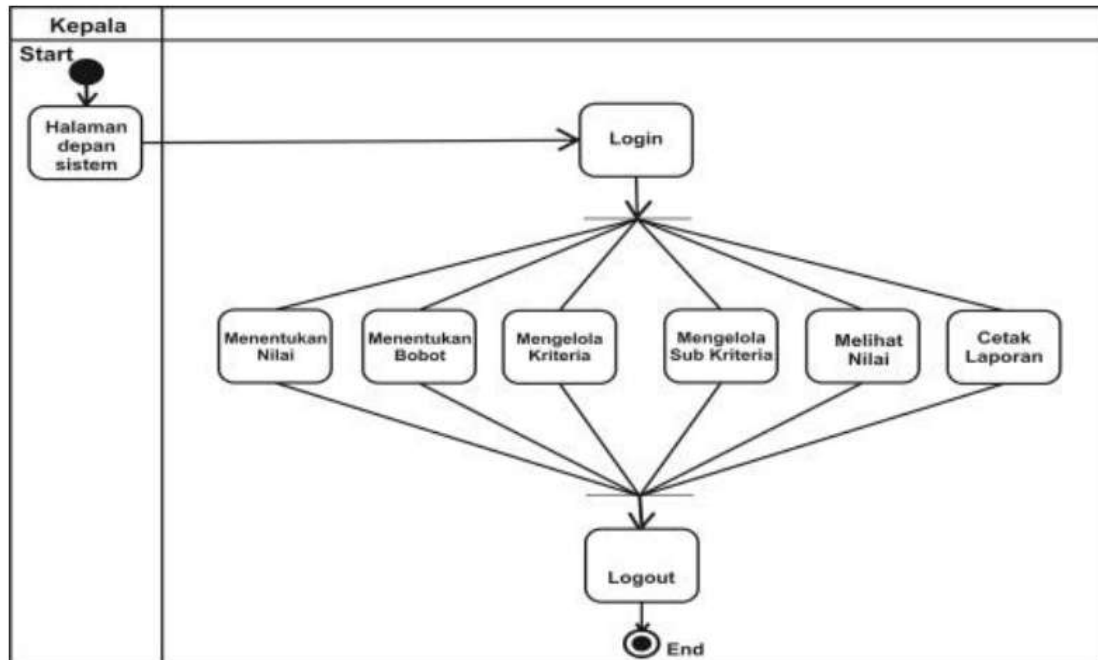 Kepala
Start
Halaman
depan
sistem
Login
Menentukan
Nilai
Menentukan
Bobot
Mengelola
Kriteria
Mengelola
Sub Kriteria
Melihat
Nilai
Cetak
Laporan
Logout
End